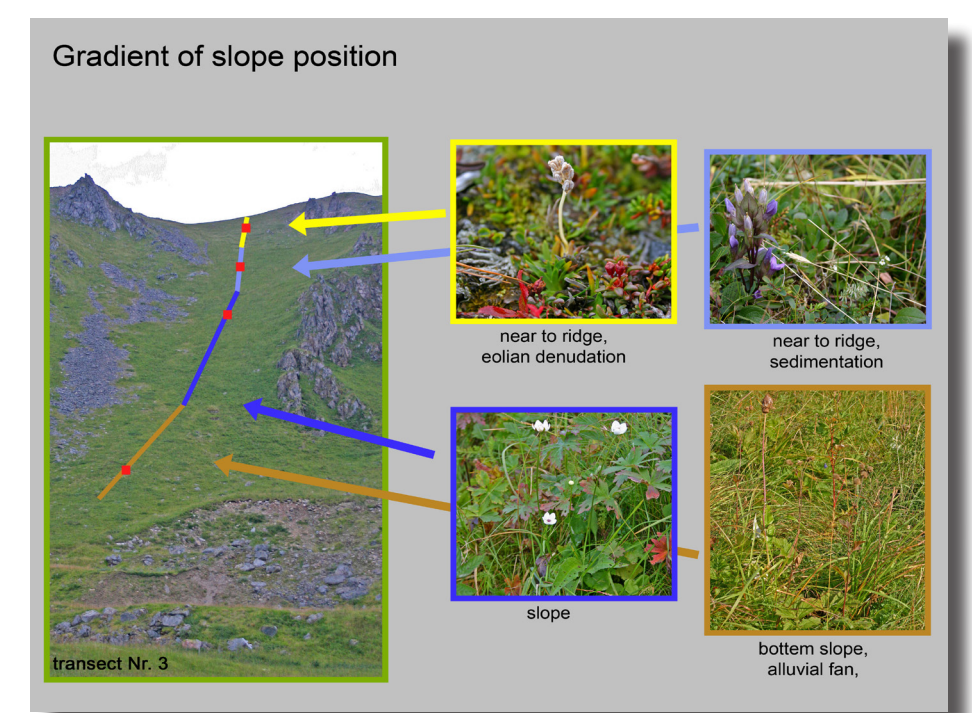 Gradient of slope position
near to ridge,
eolian denudation
near to ridge,
sedimentation
slope
bottem slope,
alluvial fan,
transect Nr. 3